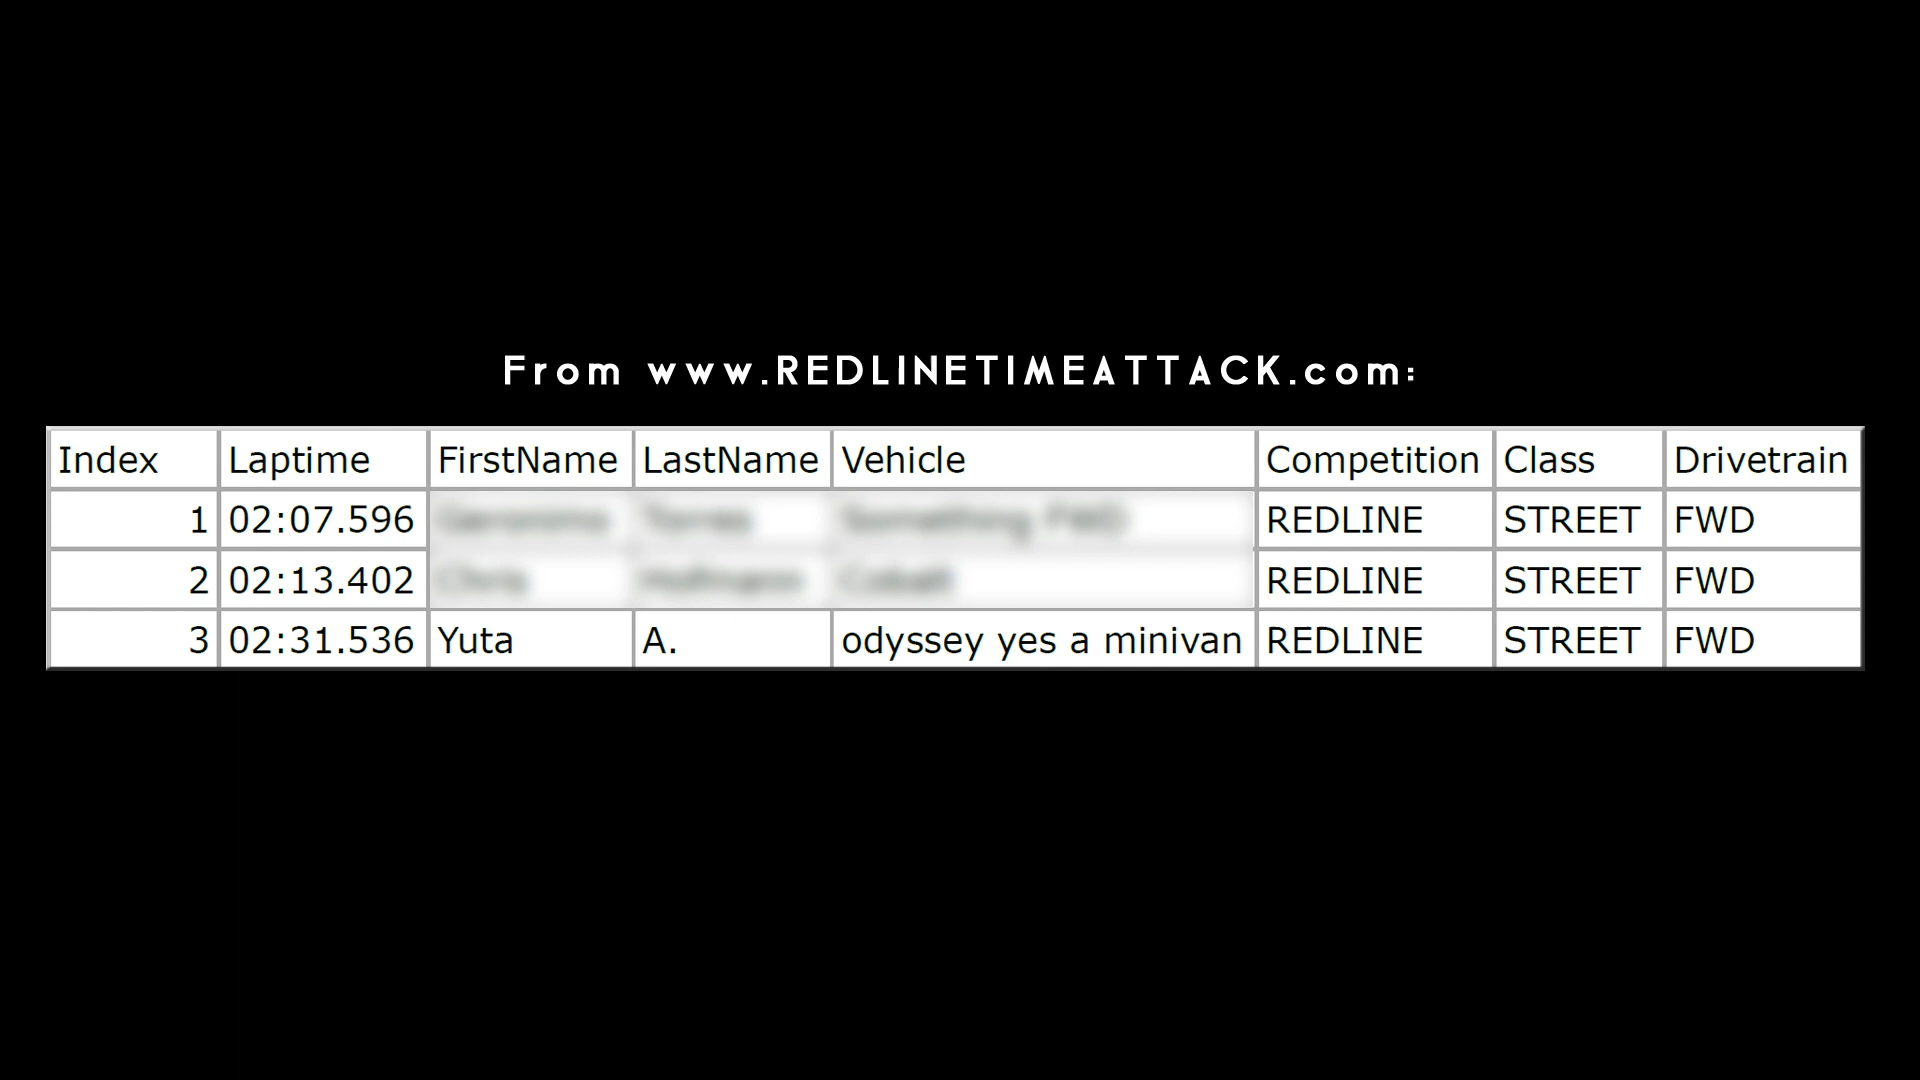 From www.REDLINETIMEATTACK.com:
Index Laptime FirstName LastName Vehicle Competition Class Drivetrain
1 02:07.596 REDLINE STREET FWD
2 02:13.402 REDLINE STREET FWD
3 02:31.536 Yuta A. odyssey yes a minivan REDLINE STREET FWD